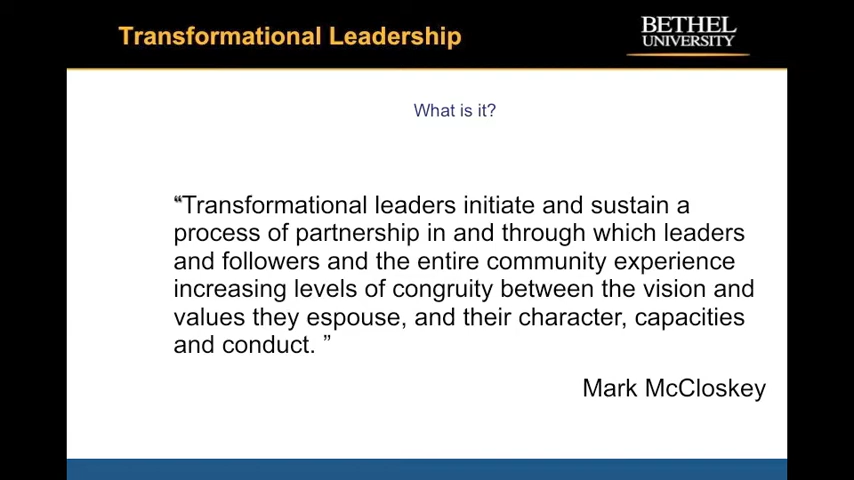 Transformational Leadership
BETHEL
UNIVERSITY
What is it?
“Transformational leaders initiate and sustain a
process of partnership in and through which leaders
and followers and the entire community experience
increasing levels of congruity between the vision and
values they espouse, and their character, capacities
and conduct. ”
Mark McCloskey